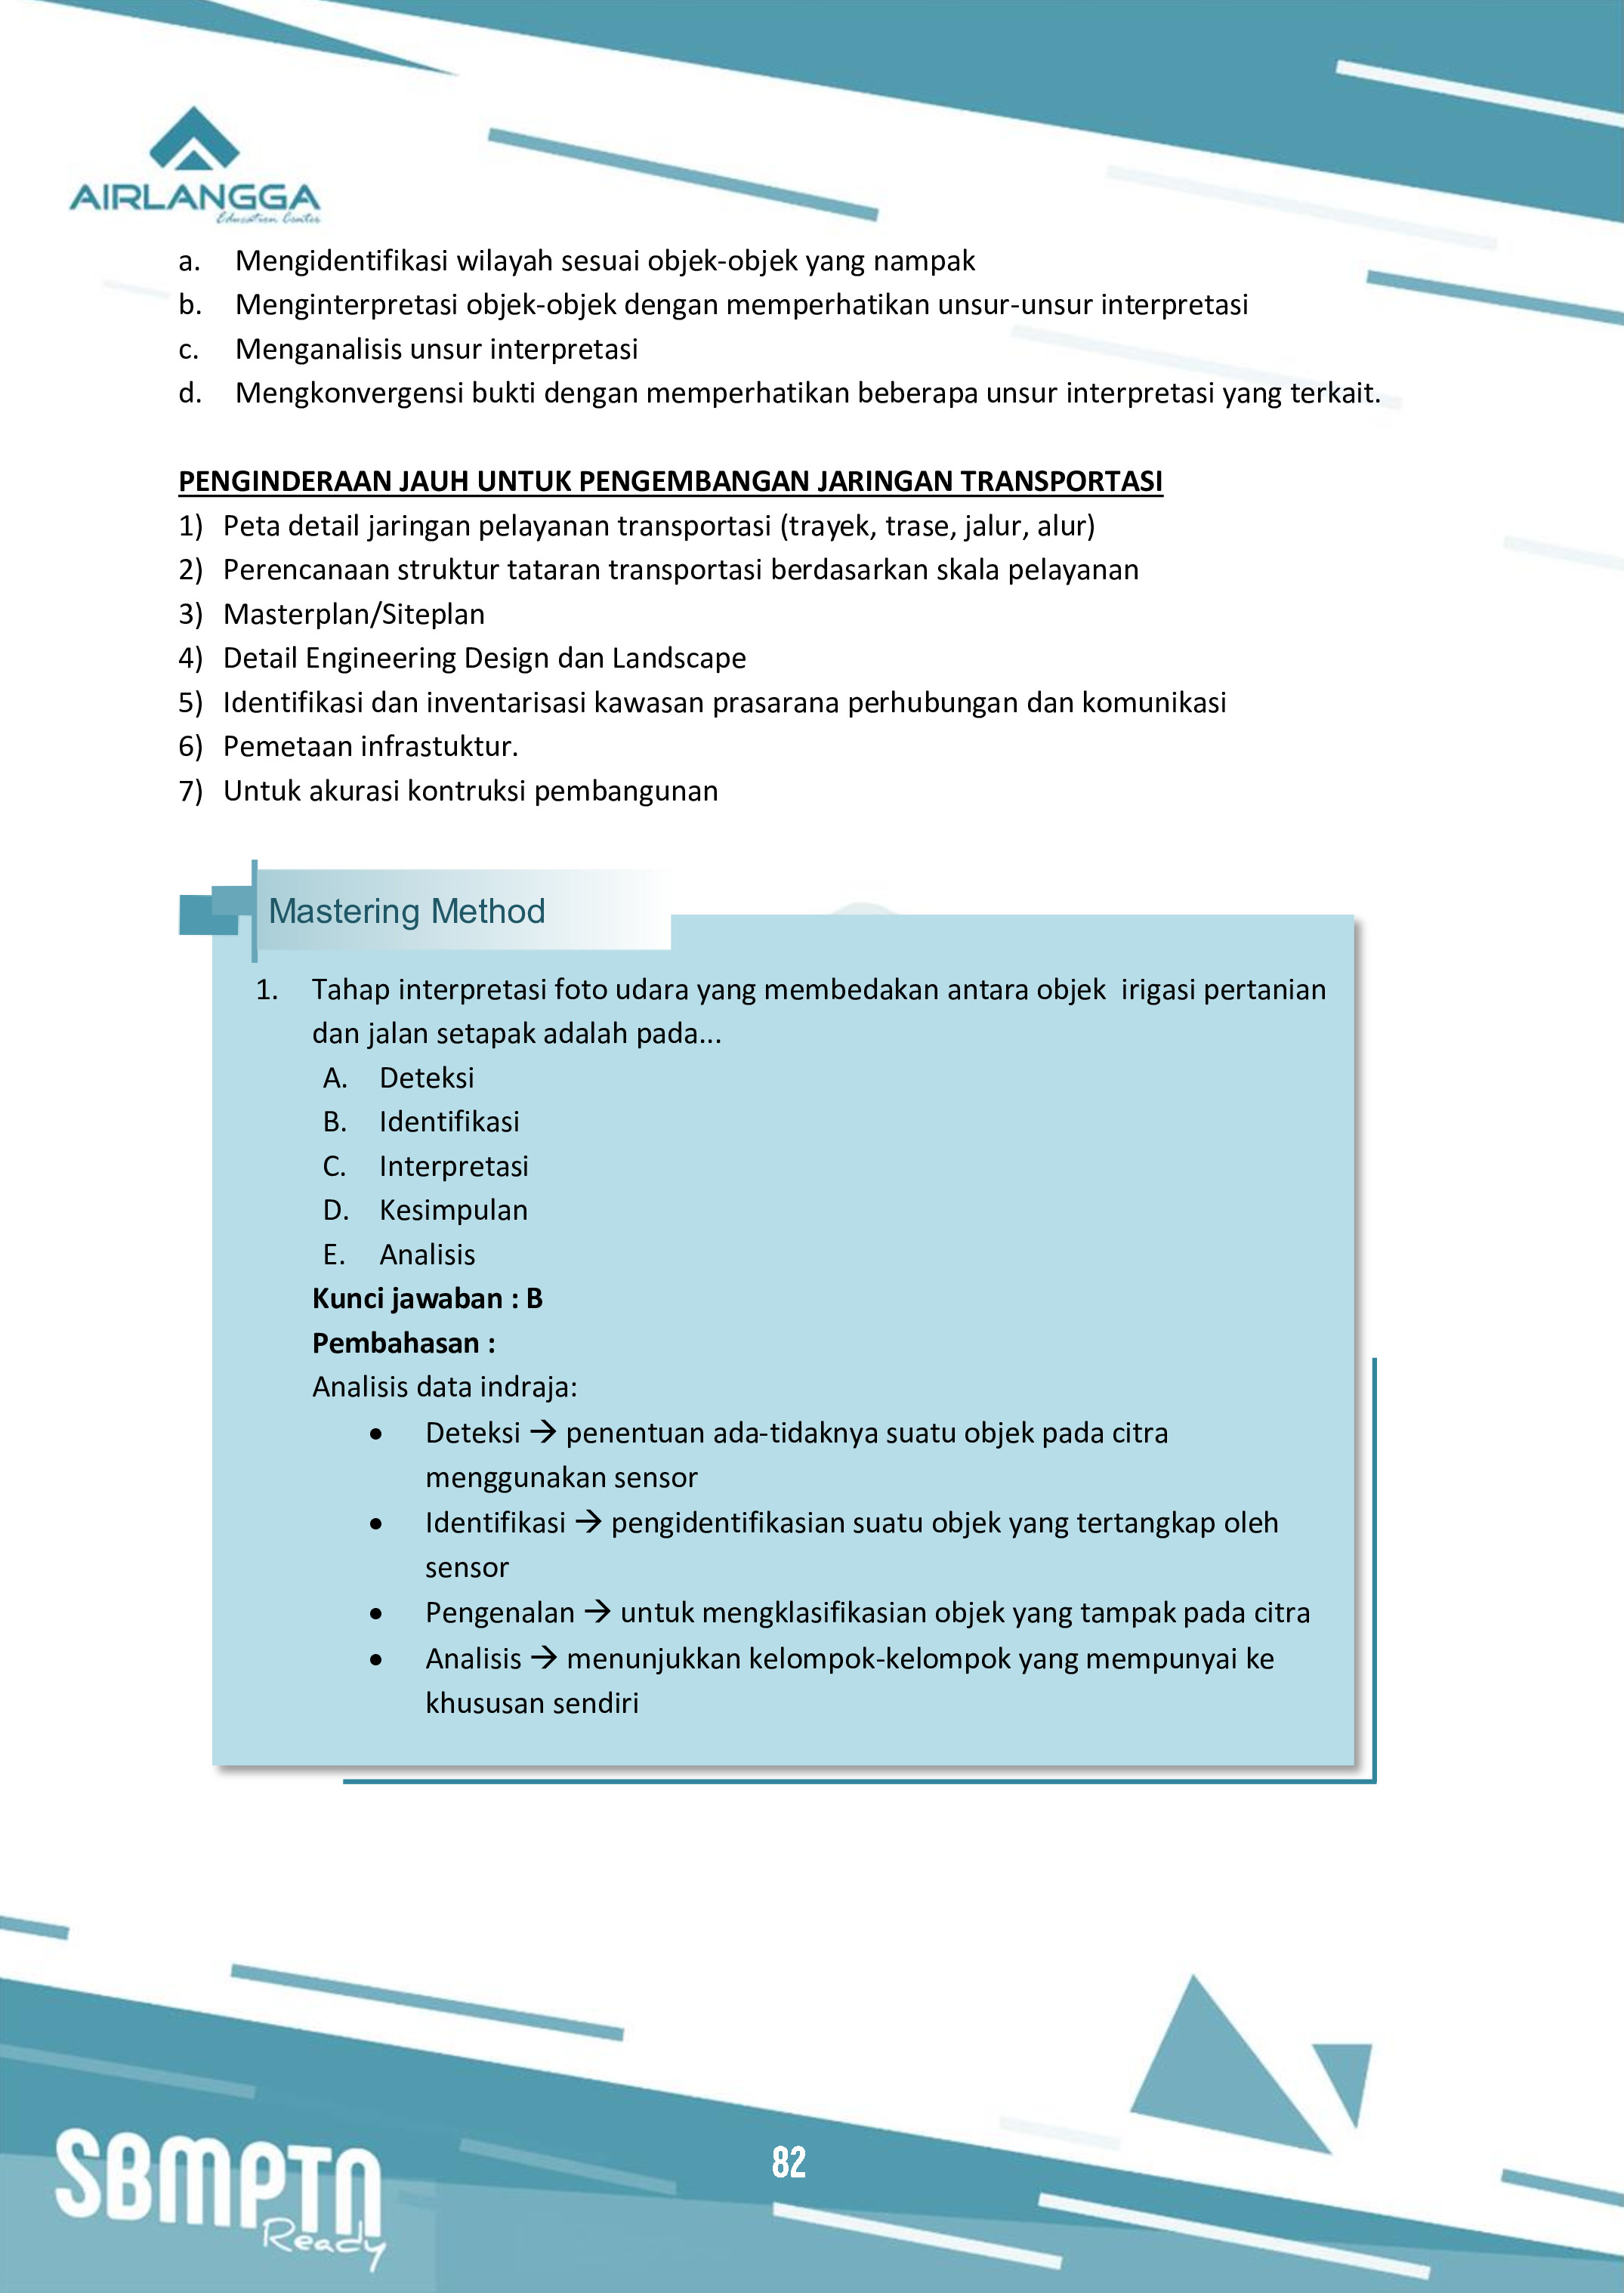 AIRLANGGA
Education Center
a. Mengidentifikasi wilayah sesuai objek-objek yang nampak
b. Menginterpretasi objek-objek dengan memperhatikan unsur-unsur interpretasi
c. Menganalisis unsur interpretasi
d. Mengkonvergensi bukti dengan memperhatikan beberapa unsur interpretasi yang terkait.
PENGINDERAAN JAUH UNTUK PENGEMBANGAN JARINGAN TRANSPORTASI
1) Peta detail jaringan pelayanan transportasi (trayek, trase, jalur, alur)
2) Perencanaan struktur tataran transportasi berdasarkan skala pelayanan
3) Masterplan/Siteplan
4) Detail Engineering Design dan Landscape
5) Identifikasi dan inventarisasi kawasan prasarana perhubungan dan komunikasi
6) Pemetaan infrastuktur.
7) Untuk akurasi kontruksi pembangunan
Mastering Method
1. Tahap interpretasi foto udara yang membedakan antara objek irigasi pertanian
dan jalan setapak adalah pada...
A. Deteksi
B. Identifikasi
C. Interpretasi
D. Kesimpulan
E. Analisis
Kunci jawaban : B
Pembahasan :
Analisis data indraja:
• Deteksi → penentuan ada-tidaknya suatu objek pada citra
menggunakan sensor
• Identifikasi → pengidentifikasian suatu objek yang tertangkap oleh
sensor
• Pengenalan → untuk mengklasifikasian objek yang tampak pada citra
• Analisis → menunjukkan kelompok-kelompok yang mempunyai ke
khususan sendiri
SBMPTN
Ready
82